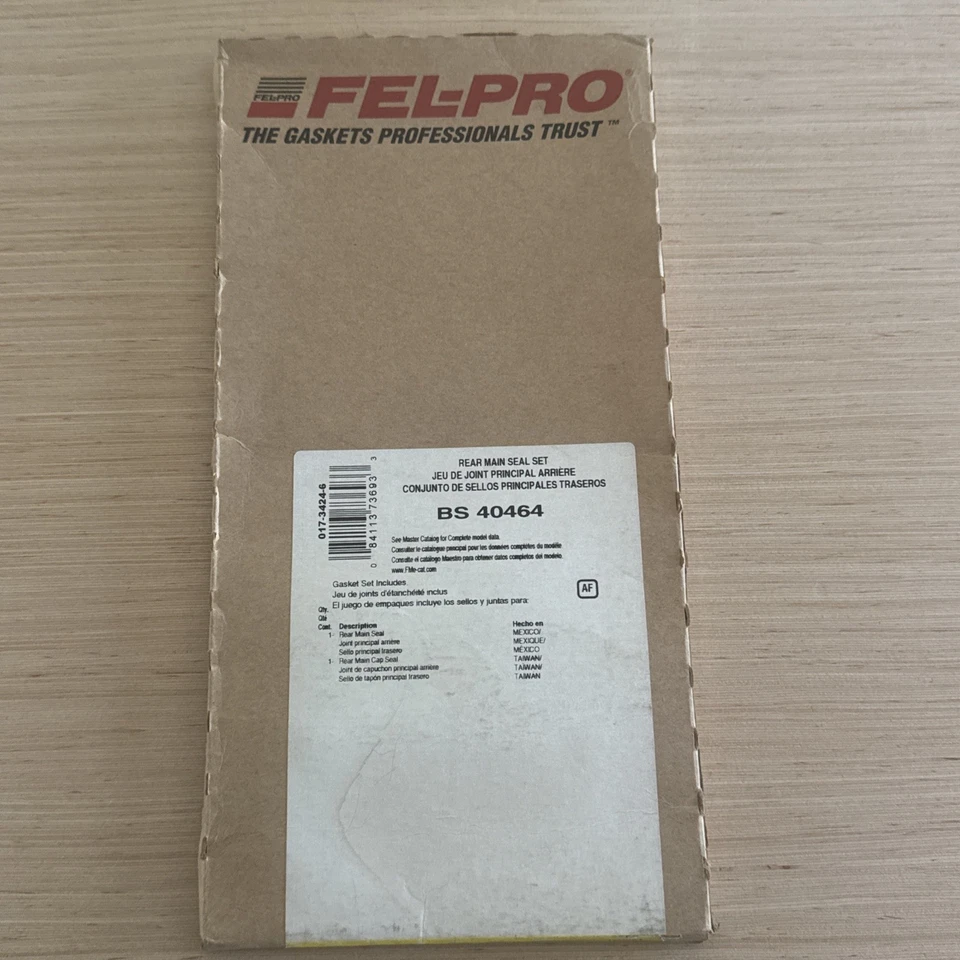 FEL-PRO
FEL-PRO®
THE GASKETS PROFESSIONALS TRUST™
REAR MAIN SEAL SET
JEU DE JOINT PRINCIPAL ARRIÈRE
CONJUNTO DE SELLOS PRINCIPALES TRASEROS
BS 40464
017-3424-6
0 84113 73693 3
See Master Catalog for Complete model data.
Consulter le catalogue principal pour les données complètes du modèle
Consulte el catálogo Maestro para obtener datos completos del modelo.
www.FMe-cat.com
Gasket Set Includes
Jeu de joints d'étanchéité inclus
El juego de empaques incluye los sellos y juntas para:
AF
Qty.
Qté
Cant. Description Hecho en
1- Rear Main Seal MEXICO/
Joint principal arrière MEXIQUE/
Sello principal trasero MÉXICO
1- Rear Main Cap Seal TAIWAN/
Joint de capuchon principal arrière TAIWAN/
Sello de tapón principal trasero TAIWAN